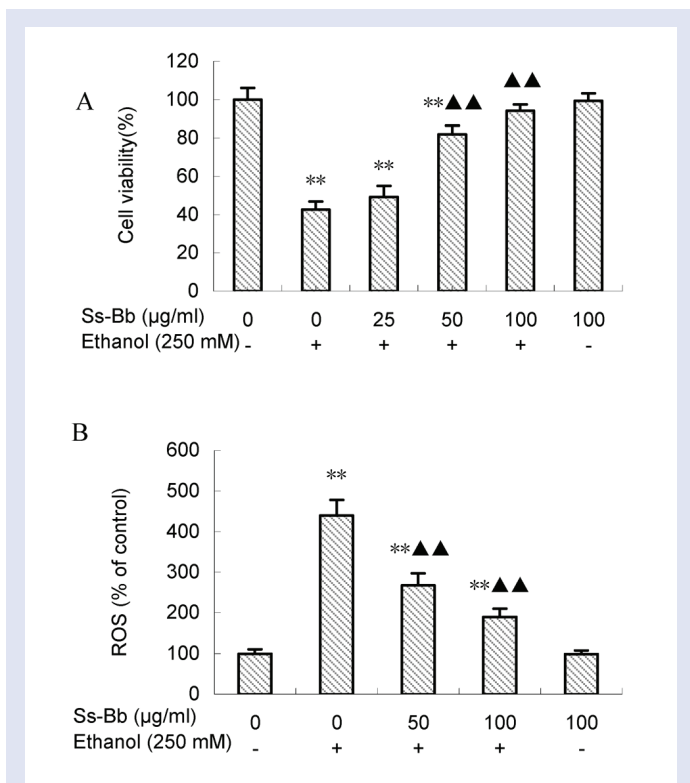 A
Cell viability(%)
120
100
80
60
40
20
0
**
**
**▲▲
▲▲
Ss-Bb (μg/ml) 0 0 25 50 100 100
Ethanol (250 mM) - + + + + -
B
ROS (% of control)
600
500
400
300
200
100
0
**
**▲▲
**▲▲
Ss-Bb (μg/ml) 0 0 50 100 100
Ethanol (250 mM) - + + + -